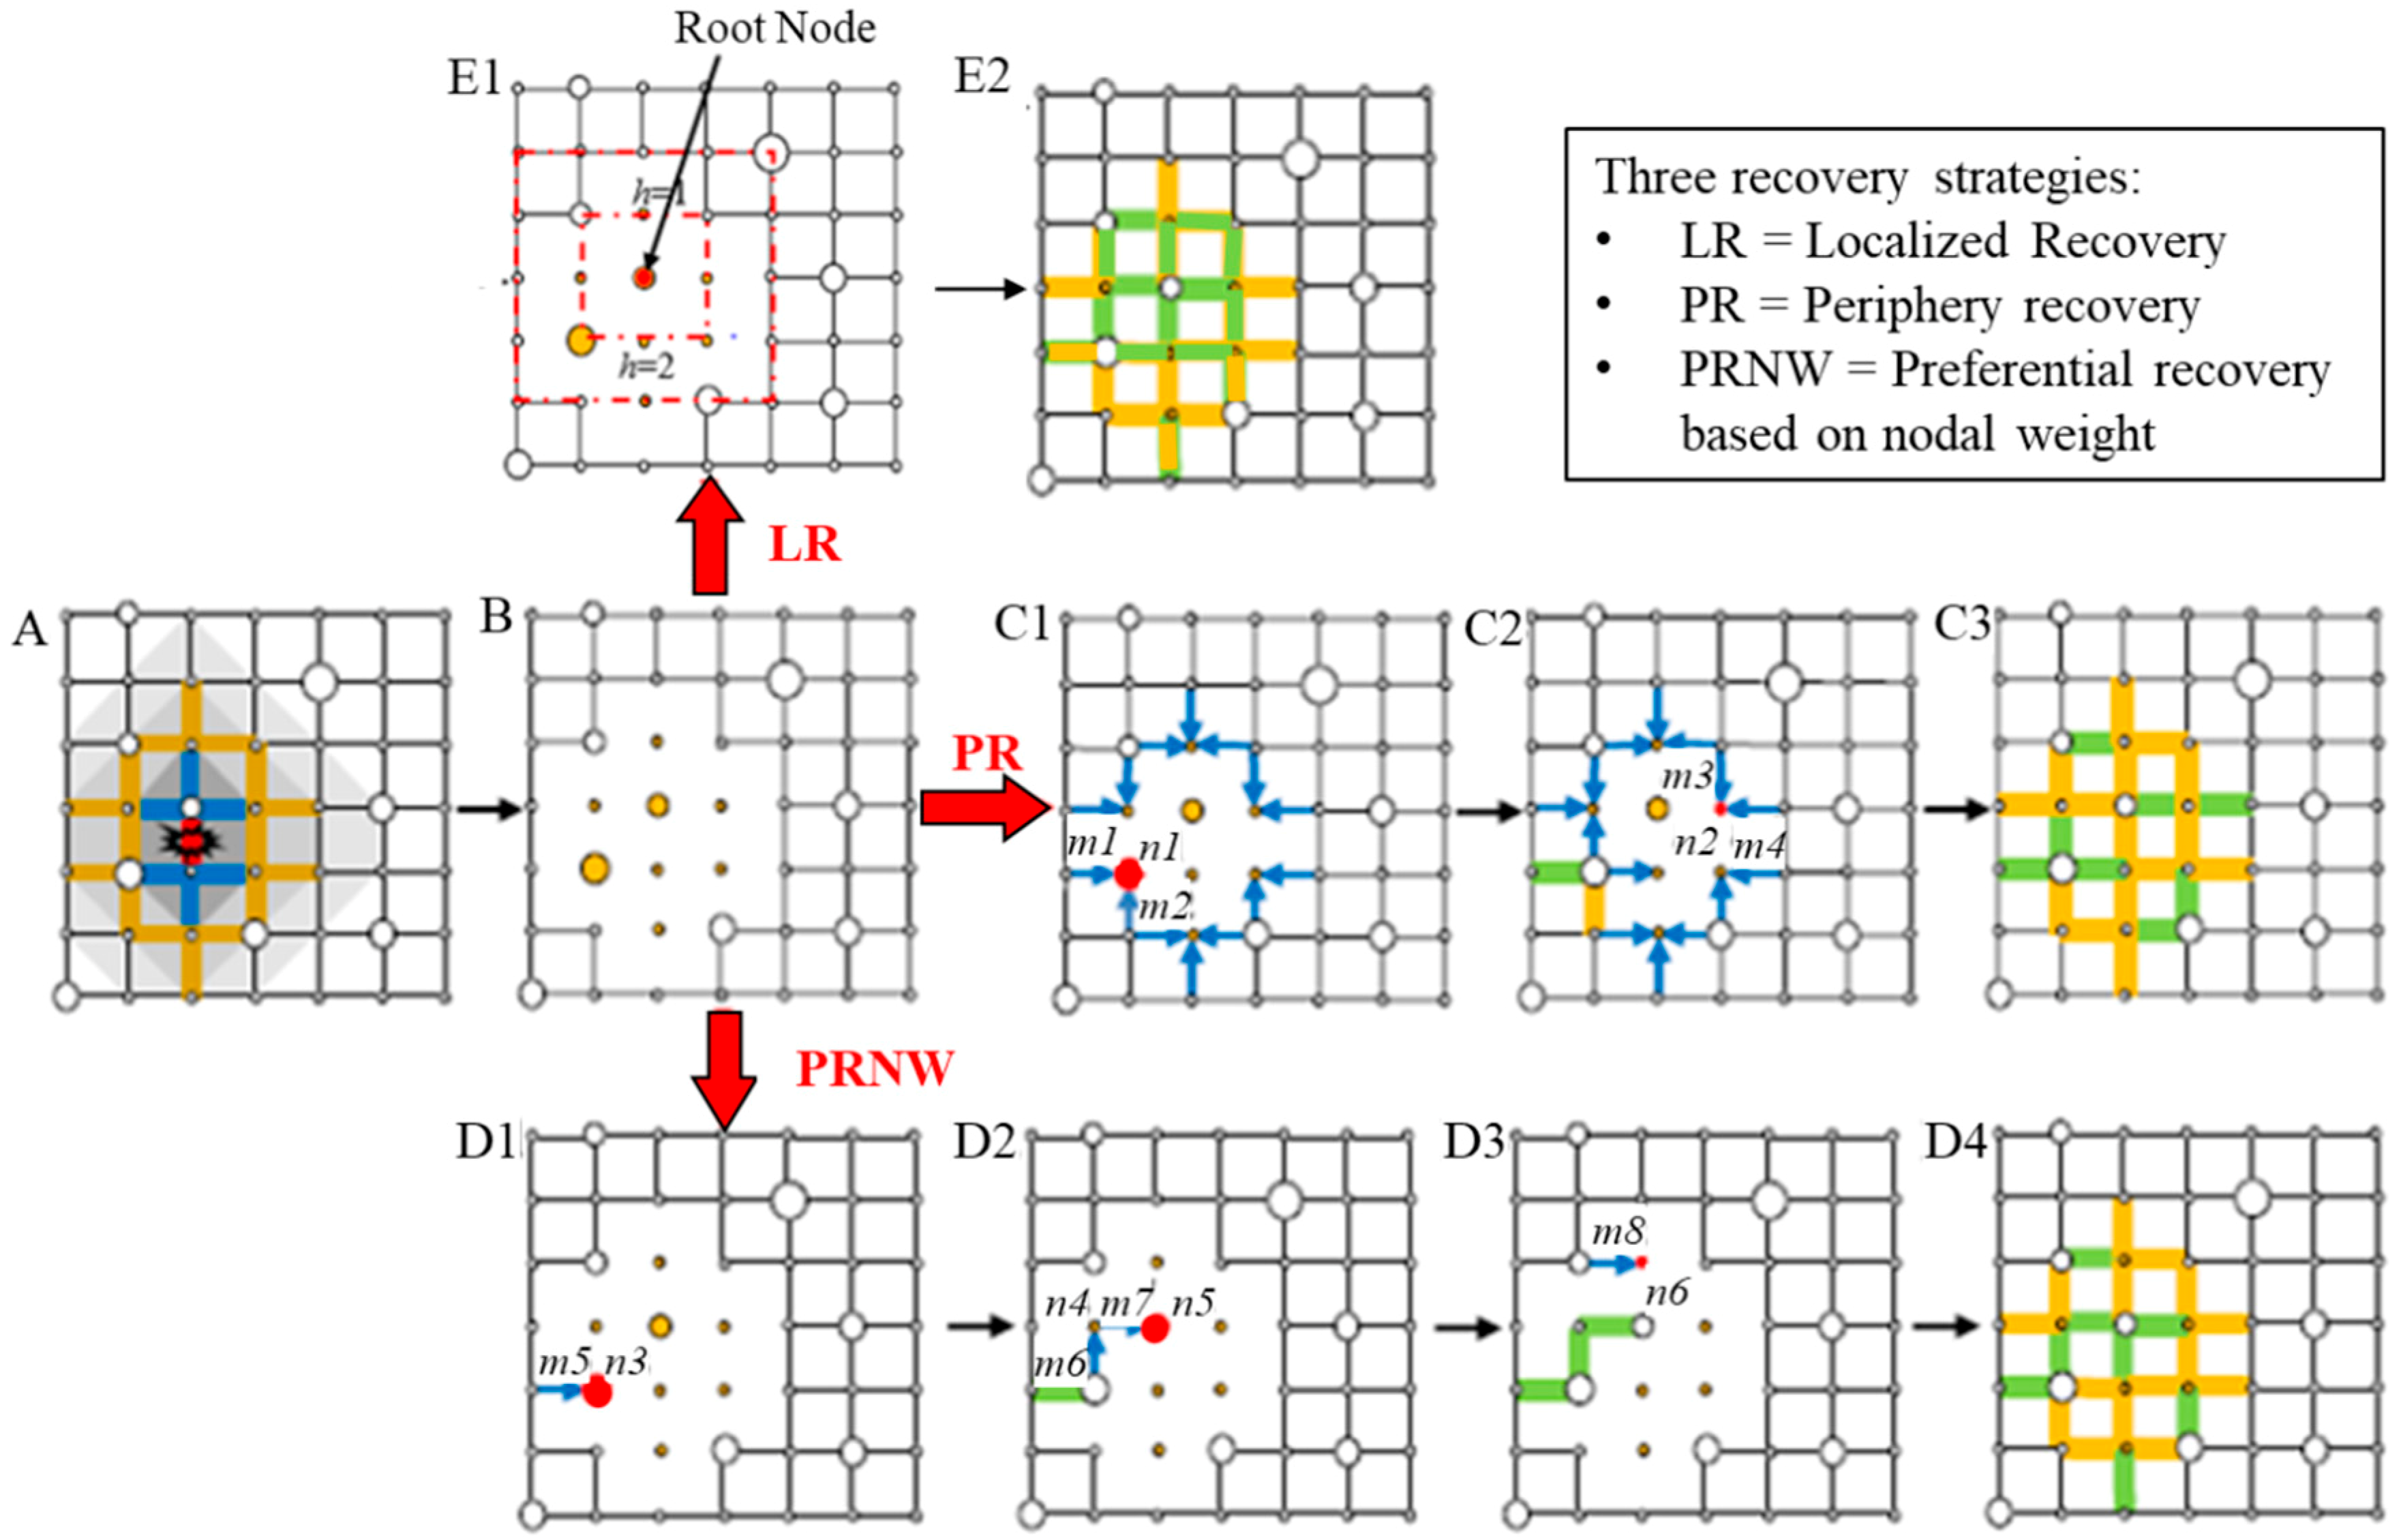 Root Node
E1
E2
h=1
h=2
Three recovery strategies:
• LR = Localized Recovery
• PR = Periphery recovery
• PRNW = Preferential recovery
based on nodal weight
LR
A
B
C1
C2
C3
PR
m1 n1
m2
m3
n2 m4
PRNW
D1
D2
D3
D4
m8
n6
n4 m7 n5
m5 n3
m6